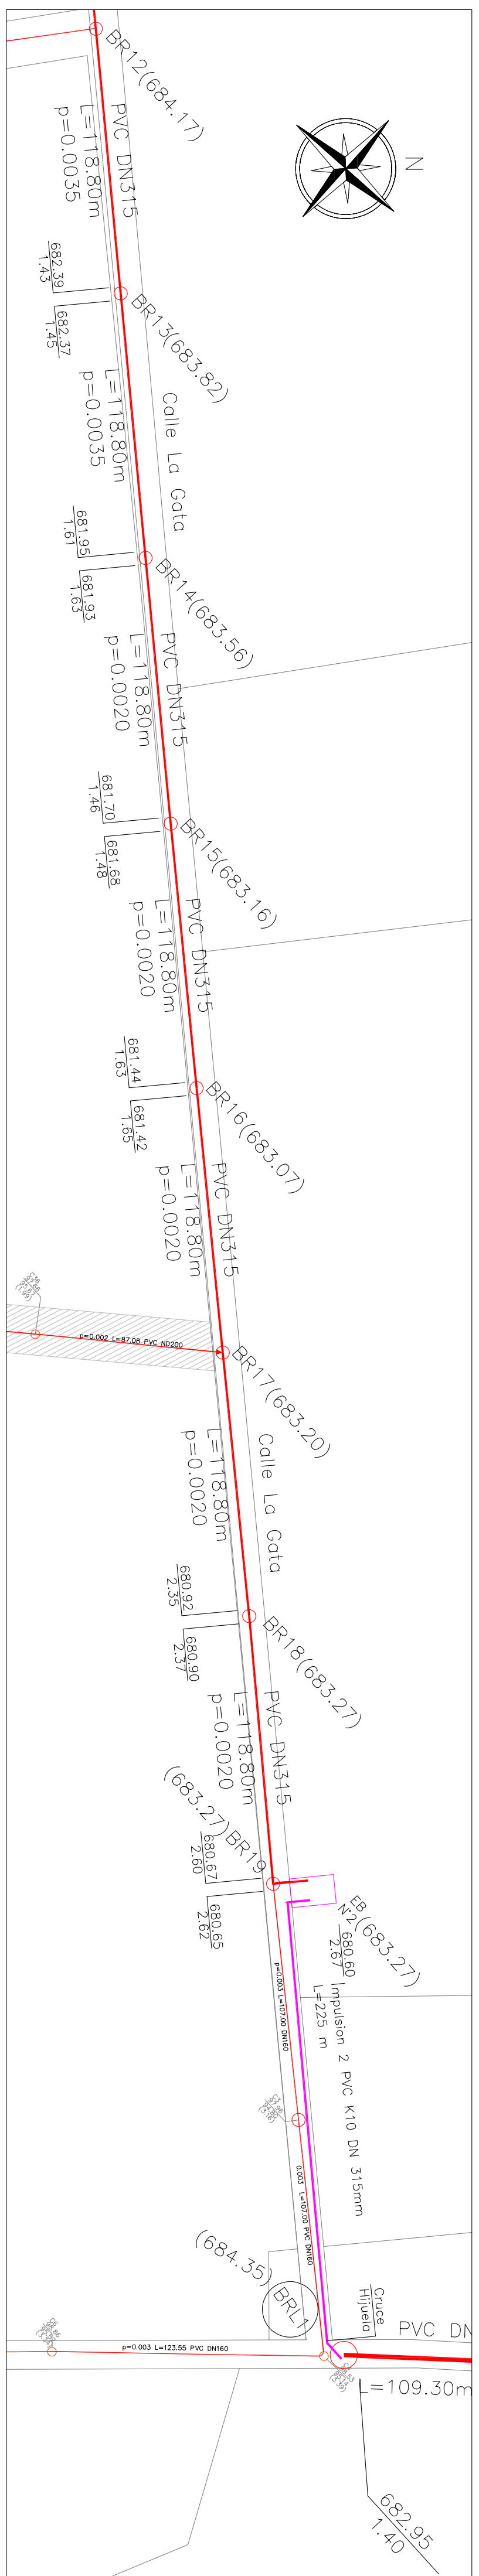 BR12(684.17)
N
PVC DN315
L=118.80m
p=0.0035
682.39
1.43
682.37
1.45
BR13(683.82)
L=118.80m
p=0.0035
Calle La Gata
681.95
1.61
681.93
1.63
BR14(683.56)
PVC DN315
L=118.80m
p=0.0020
681.70
1.46
681.68
1.48
BR15(683.16)
PVC DN315
L=118.80m
p=0.0020
681.44
1.63
681.42
1.65
BR16(683.07)
PVC DN315
L=118.80m
p=0.0020
p=0.002 L=87.08 PVC ND200
BR17(683.20)
Calle La Gata
L=118.80m
p=0.0020
680.92
2.35
680.90
2.37
BR18(683.27)
PVC DN315
L=118.80m
p=0.0020
(683.27)BR19
680.67
2.60
680.65
2.62
EB
N°2(683.27)
680.60
2.67
Impulsion 2 PVC K10 DN 315mm
L=225 m
p=0.003 L=107.00 DN160
0.003 L=107.00 PVC DN160
(684.35)
BRL1
Cruce
Hijuela
PVC DN
L=109.30m
p=0.003 L=123.55 PVC DN160
682.95
1.40